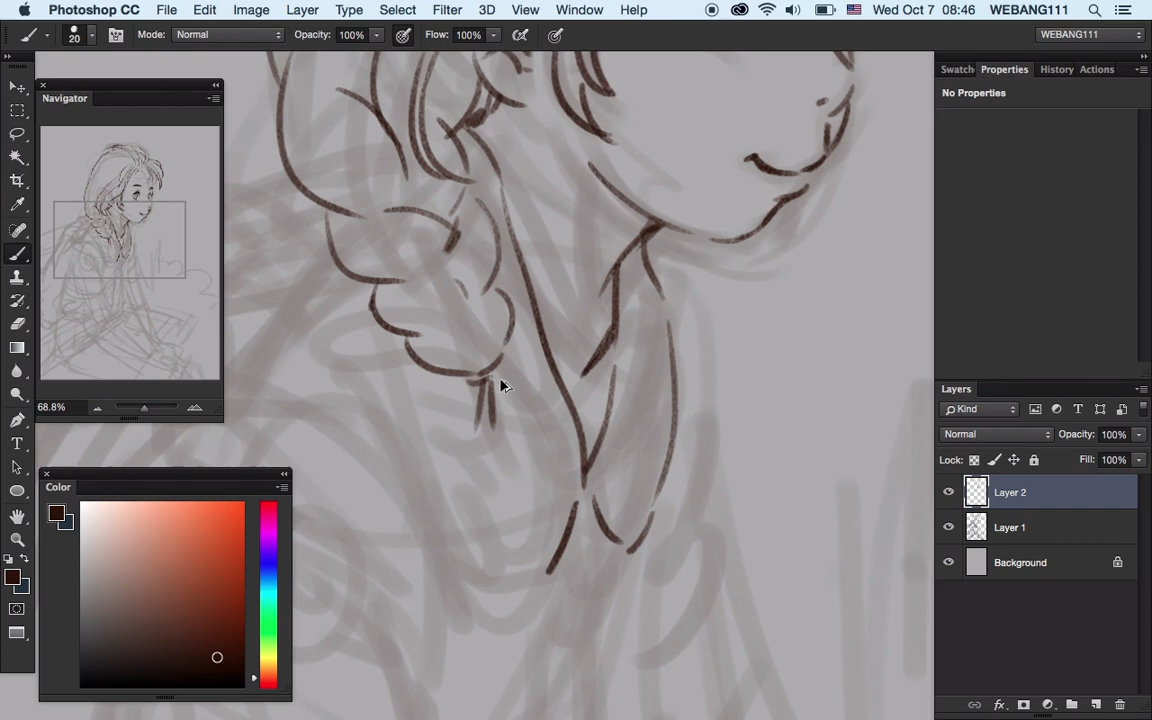 Photoshop CC File Edit Image Layer Type Select Filter 3D View Window Help Wed Oct 7 08:46 WEBANG111
20 Mode: Normal Opacity: 100% Flow: 100% WEBANG111
Navigator
68.8%
Color
Swatch Properties History Actions
No Properties
Layers
Kind
Normal Opacity: 100%
Lock: Fill: 100%
Layer 2
Layer 1
Background